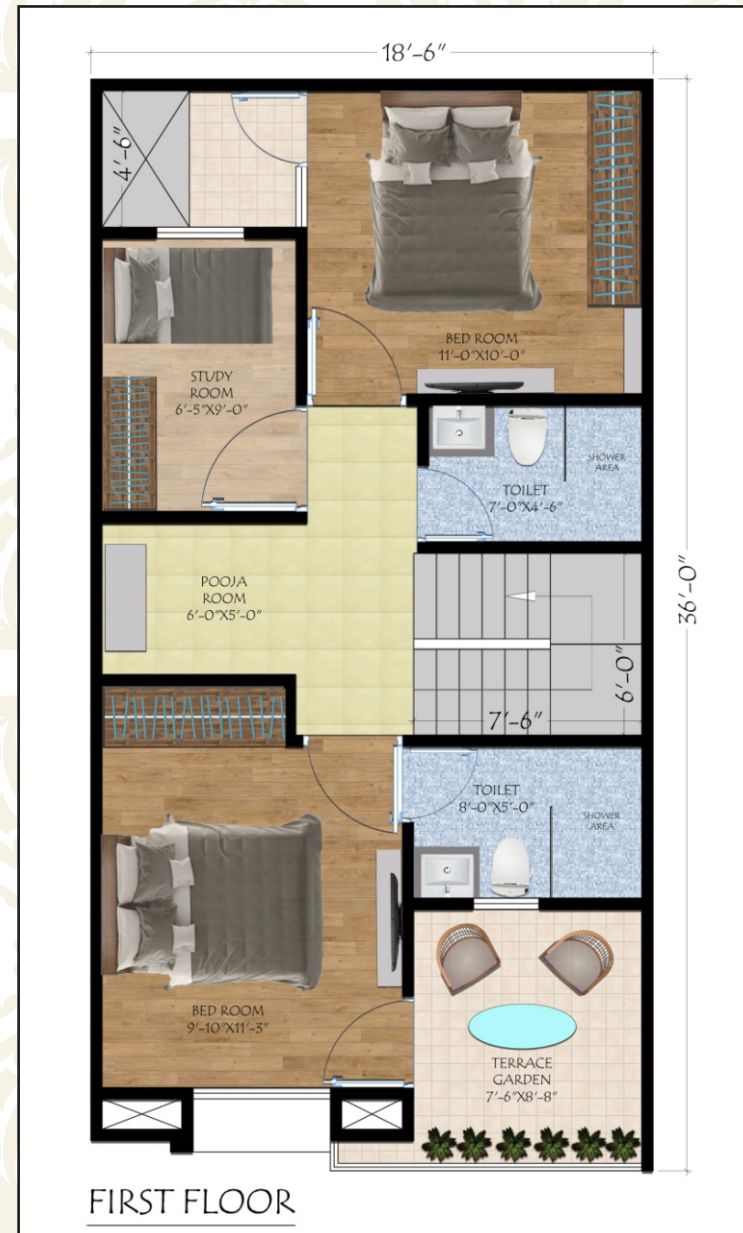 18'-6"
4'-6"
BED ROOM
11'-0"X10'-0"
STUDY
ROOM
6'-5"X9'-0"
SHOWER
AREA
TOILET
7'-0"X4'-6"
36'-0"
POOJA
ROOM
6'-0"X5'-0"
6'-0"
7'-6"
TOILET
8'-0"X5'-0"
SHOWER
AREA
BED ROOM
9'-10"X11'-3"
TERRACE
GARDEN
7'-6"X8'-8"
FIRST FLOOR